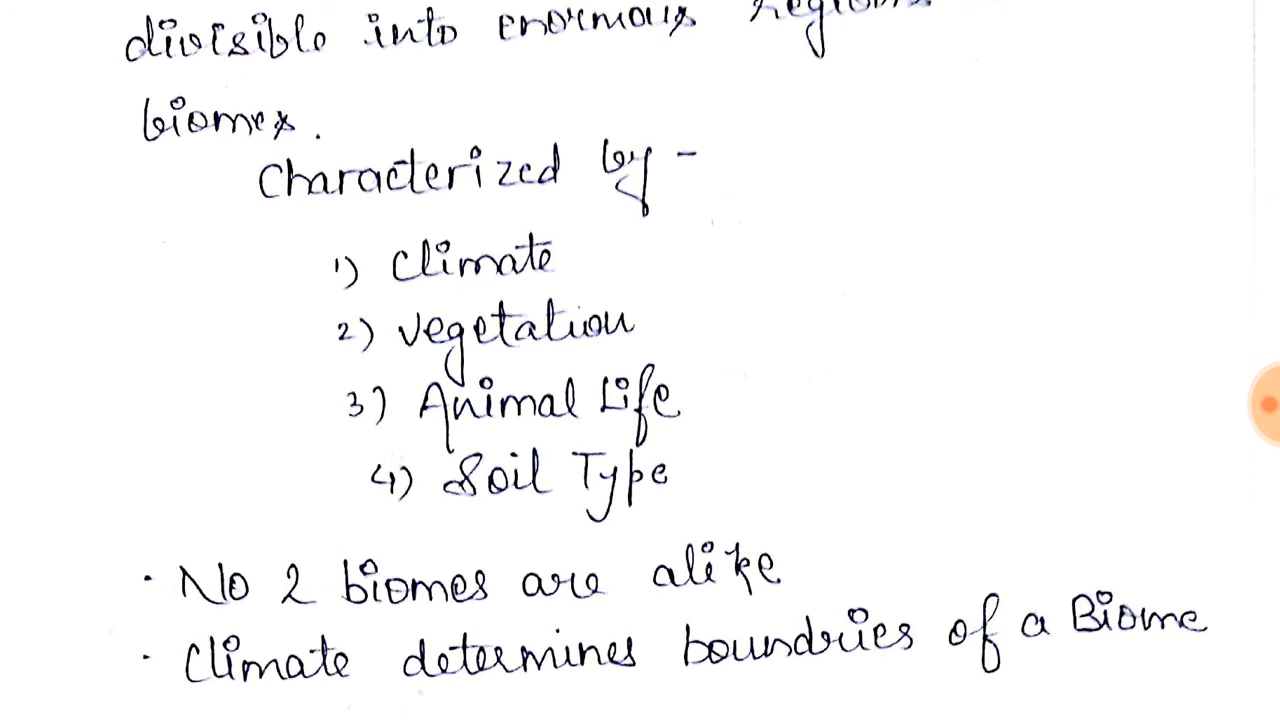 divisible into enormous regions
biomes.
Characterized by -
1) Climate
2) Vegetation
3) Animal Life
4) Soil Type
· No 2 biomes are alike
· Climate determines boundries of a Biome